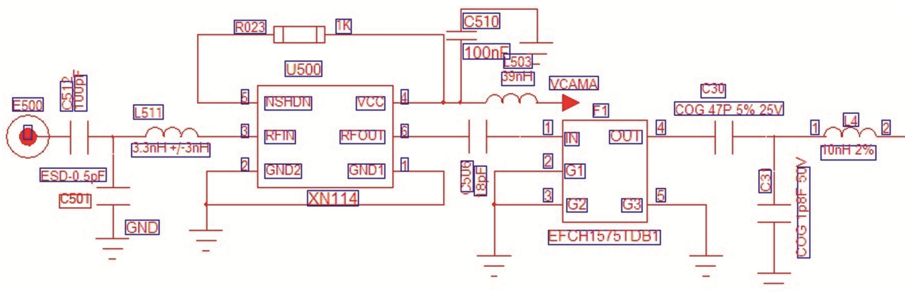 R023
1K
C510
100nF
U500
L503
39nH
VCAMA
C30
COG 47P 5% 25V
E500
C512
100pF
L511
3.3nH +/-3nH
5
NSHDN
VCC
4
F1
L4
3
RFIN
RFOUT
6
1
IN
OUT
4
1
2
10nH 2%
2
GND2
GND1
1
C506
18pF
2
G1
ESD-0.5pF
C501
XN114
3
G2
G3
5
C31
COG 1p8F 50V
GND
EFCH1575TDB1